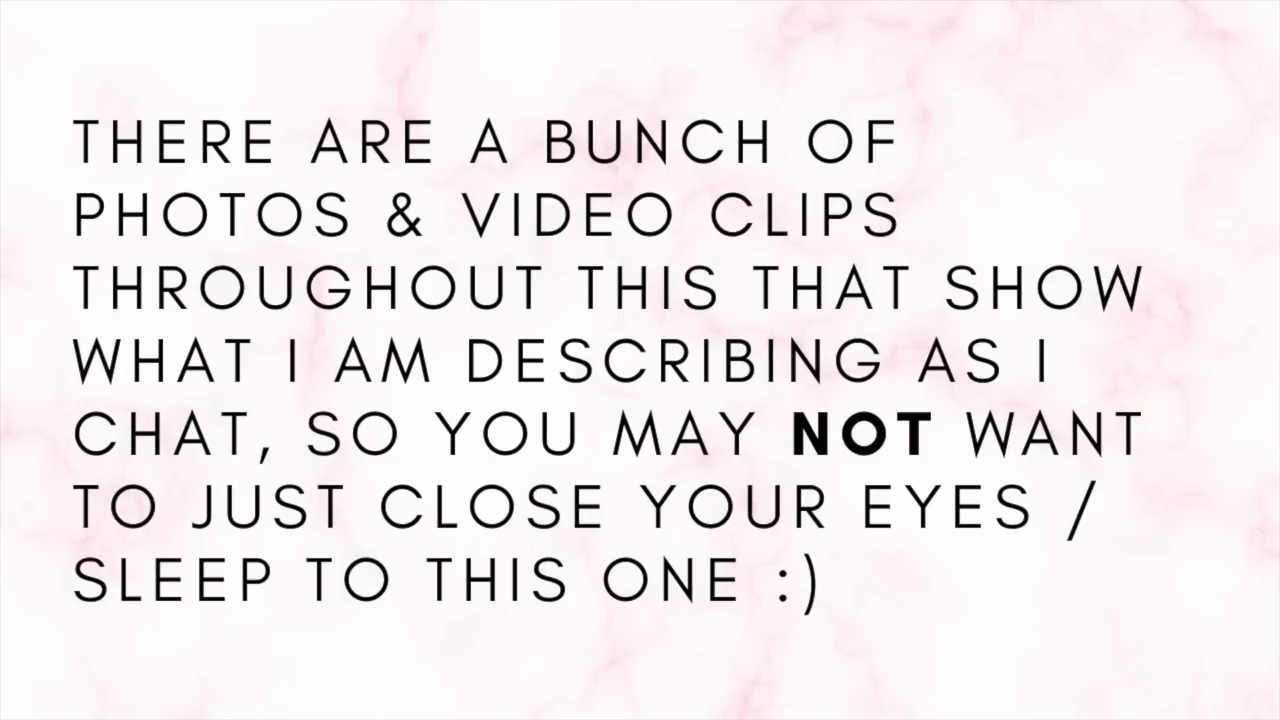 THERE ARE A BUNCH OF
PHOTOS & VIDEO CLIPS
THROUGHOUT THIS THAT SHOW
WHAT I AM DESCRIBING AS I
CHAT, SO YOU MAY NOT WANT
TO JUST CLOSE YOUR EYES /
SLEEP TO THIS ONE :)